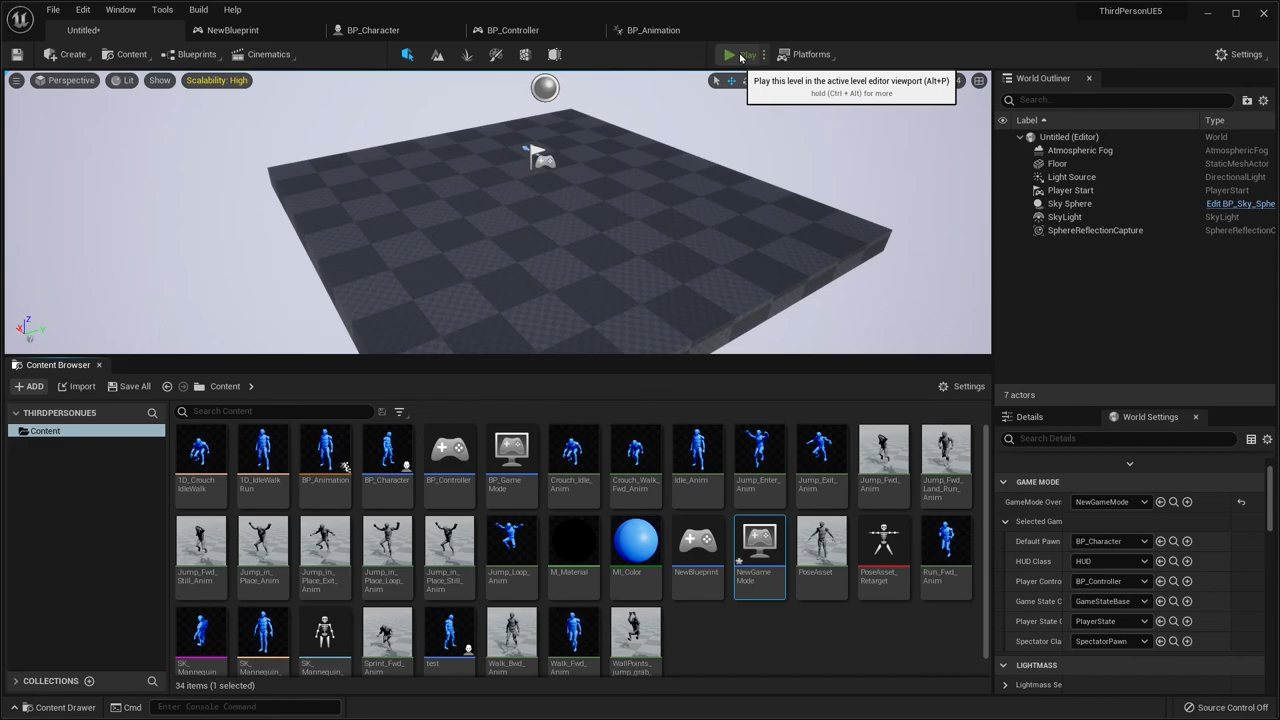 File Edit Window Tools Build Help
ThirdPersonUE5
Untitled• NewBlueprint BP_Character BP_Controller BP_Animation
Create Content Blueprints Cinematics Play Platforms Settings
Perspective Lit Show Scalability: High
Play this level in the active level editor viewport (Alt+P)
hold (Ctrl + Alt) for more
Z
X
Y
World Outliner
Search...
Label Type
Untitled (Editor) World
Atmospheric Fog AtmosphericFog
Floor StaticMeshActor
Light Source DirectionalLight
Player Start PlayerStart
Sky Sphere Edit BP_Sky_Sphe
SkyLight SkyLight
SphereReflectionCapture SphereReflectionC
7 actors
Content Browser
ADD Import Save All Content Settings
THIRDPERSONUE5
Content
Search Content
1D_Crouch IdleWalk
1D_IdleWalk Run
BP_Animation
BP_Character
BP_Controller
BP_Game Mode
Crouch_Idle_ Anim
Crouch_Walk_ Fwd_Anim
Idle_Anim
Jump_Enter_ Anim
Jump_Exit_ Anim
Jump_Fwd_ Anim
Jump_Fwd_ Land_Run_ Anim
Jump_Fwd_ Still_Anim
Jump_in_ Place_Anim
Jump_in_ Place_Exit_ Anim
Jump_in_ Place_Loop_ Anim
Jump_in_ Place_Still_ Anim
Jump_Loop_ Anim
M_Material
MI_Color
NewBlueprint
NewGame Mode
PoseAsset
PoseAsset_ Retarget
Run_Fwd_ Anim
SK_ Mannequin
SK_ Mannequin
SK_ Mannequin
Sprint_Fwd_ Anim
test
Walk_Bwd_ Anim
Walk_Fwd_ Anim
WallPoints_ jump_grab_
34 items (1 selected)
COLLECTIONS
Details World Settings
Search Details
GAME MODE
GameMode Over NewGameMode
Selected Gam
Default Pawn BP_Character
HUD Class HUD
Player Contro BP_Controller
Game State C GameStateBase
Player State C PlayerState
Spectator Cla SpectatorPawn
LIGHTMASS
Lightmass Se
Content Drawer Cmd Enter Console Command Source Control Off